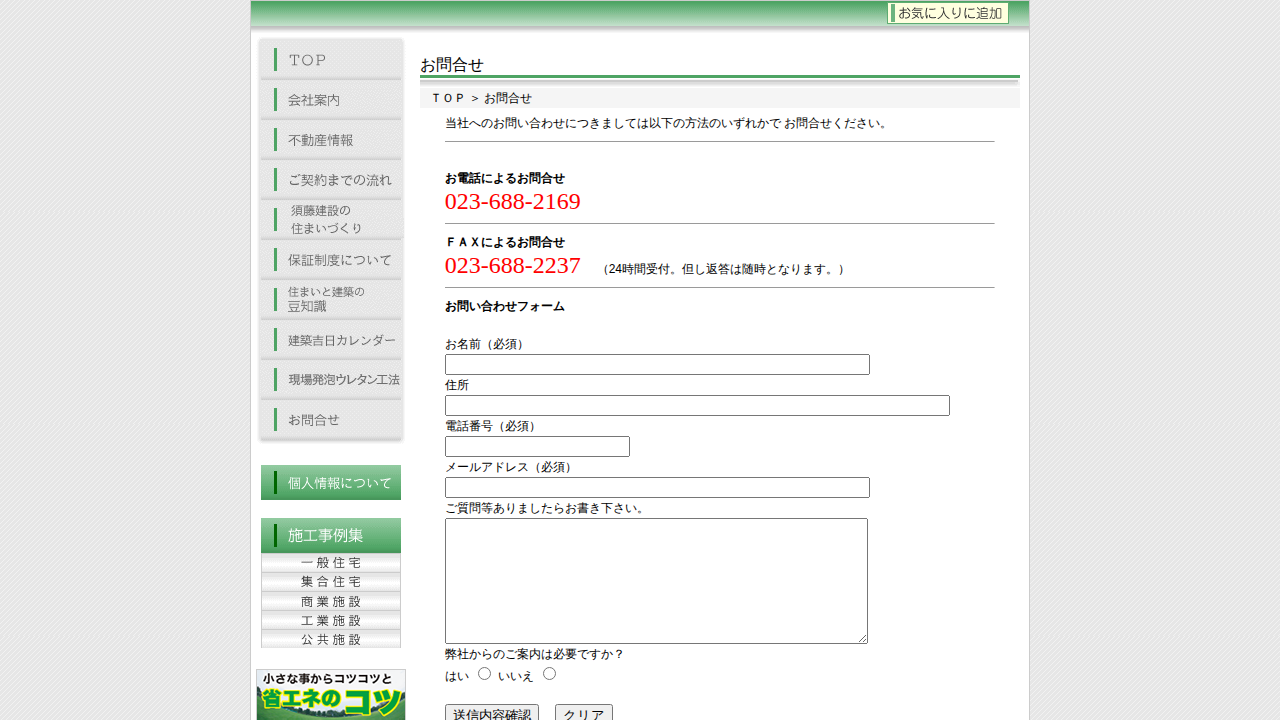 お気に入りに追加
TOP
会社案内
不動産情報
ご契約までの流れ
須藤建設の
住まいづくり
保証制度について
住まいと建築の
豆知識
建築吉日カレンダー
現場発泡ウレタン工法
お問合せ
個人情報について
施工事例集
一般住宅
集合住宅
商業施設
工業施設
公共施設
小さな事からコツコツと
省エネのコツ
お問合せ
ＴＯＰ ＞ お問合せ
当社へのお問い合わせにつきましては以下の方法のいずれかで お問合せください。
お電話によるお問合せ
023-688-2169
ＦＡＸによるお問合せ
023-688-2237 （24時間受付。但し返答は随時となります。）
お問い合わせフォーム
お名前（必須）
住所
電話番号（必須）
メールアドレス（必須）
ご質問等ありましたらお書き下さい。
弊社からのご案内は必要ですか？
はい いいえ
送信内容確認 クリア